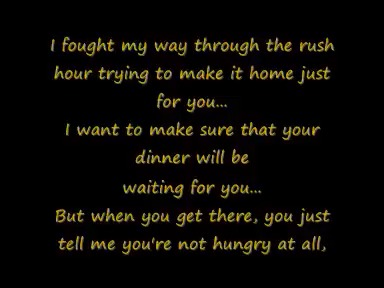 I fought my way through the rush
hour trying to make it home just
for you...
I want to make sure that your
dinner will be
waiting for you...
But when you get there, you just
tell me you're not hungry at all,